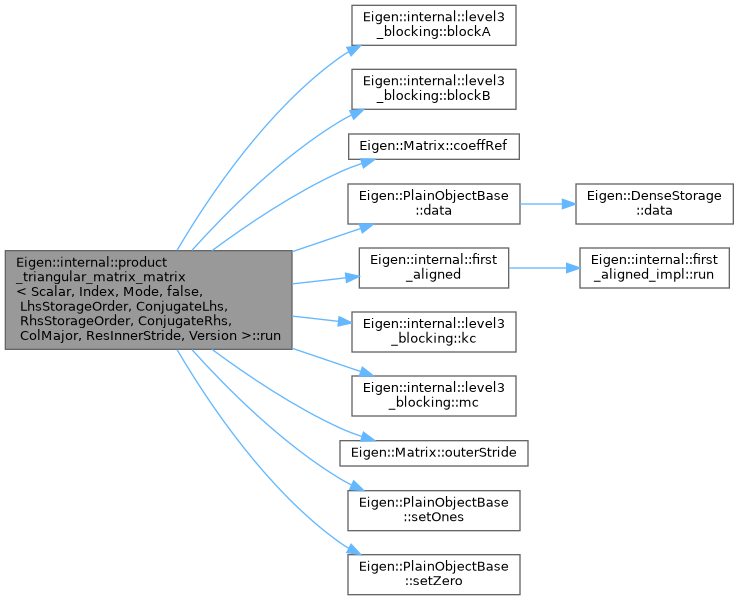 Eigen::internal::product
_triangular_matrix_matrix
< Scalar, Index, Mode, false,
LhsStorageOrder, ConjugateLhs,
RhsStorageOrder, ConjugateRhs,
ColMajor, ResInnerStride, Version >::run
Eigen::internal::level3
_blocking::blockA
Eigen::internal::level3
_blocking::blockB
Eigen::Matrix::coeffRef
Eigen::PlainObjectBase
::data
Eigen::DenseStorage
::data
Eigen::internal::first
_aligned
Eigen::internal::first
_aligned_impl::run
Eigen::internal::level3
_blocking::kc
Eigen::internal::level3
_blocking::mc
Eigen::Matrix::outerStride
Eigen::PlainObjectBase
::setOnes
Eigen::PlainObjectBase
::setZero